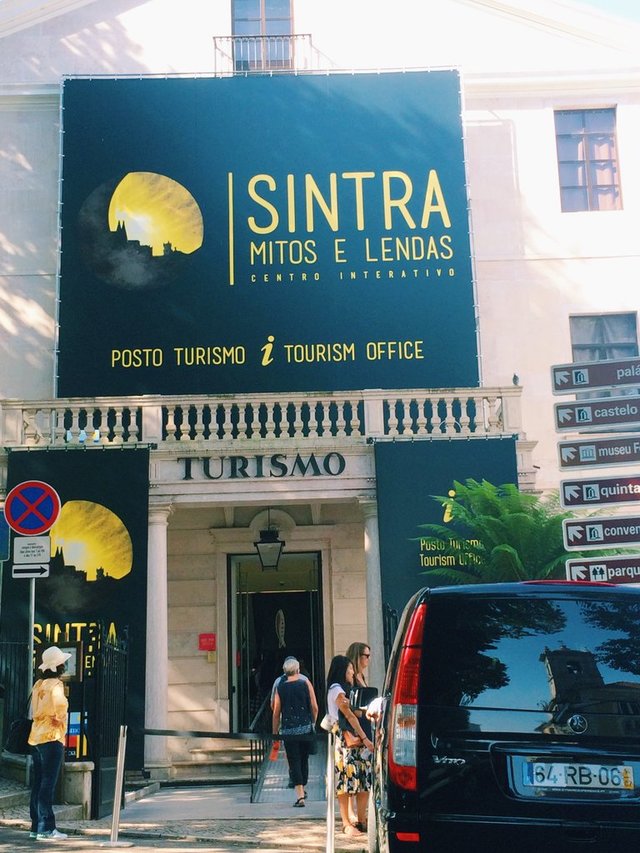 SINTRA
MITOS E LENDAS
CENTRO INTERATIVO
POSTO TURISMO i TOURISM OFFICE
TURISMO
i
Posto Turismo
Tourism Office
SINTRA
castelo
museu
quinta
parqu
64-RB-06